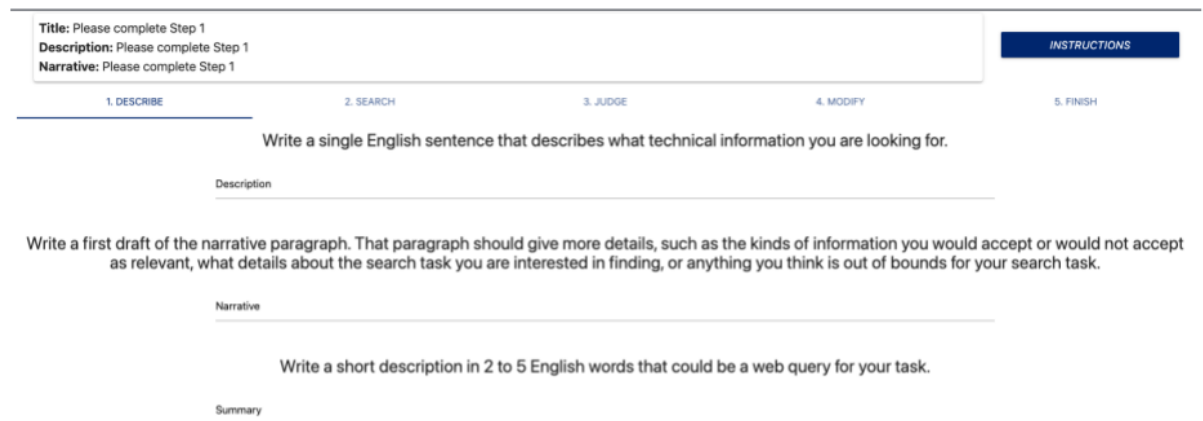 Title: Please complete Step 1
Description: Please complete Step 1
Narrative: Please complete Step 1
INSTRUCTIONS
1. DESCRIBE
2. SEARCH
3. JUDGE
4. MODIFY
5. FINISH
Write a single English sentence that describes what technical information you are looking for.
Description
Write a first draft of the narrative paragraph. That paragraph should give more details, such as the kinds of information you would accept or would not accept
as relevant, what details about the search task you are interested in finding, or anything you think is out of bounds for your search task.
Narrative
Write a short description in 2 to 5 English words that could be a web query for your task.
Summary